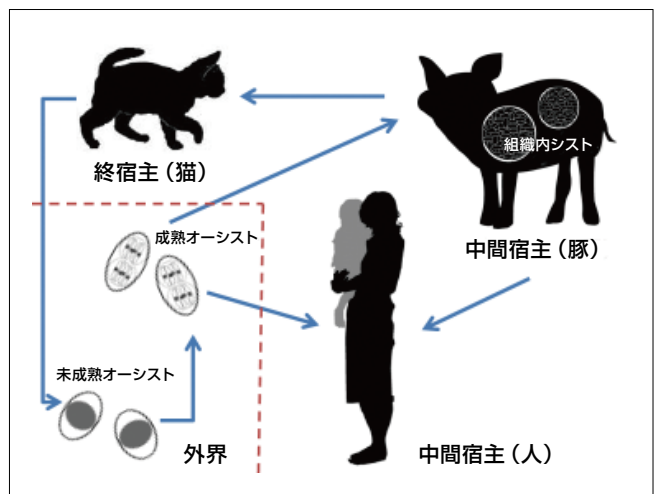 組織内シスト
終宿主（猫）
成熟オーシスト
中間宿主（豚）
未成熟オーシスト
外界
中間宿主（人）